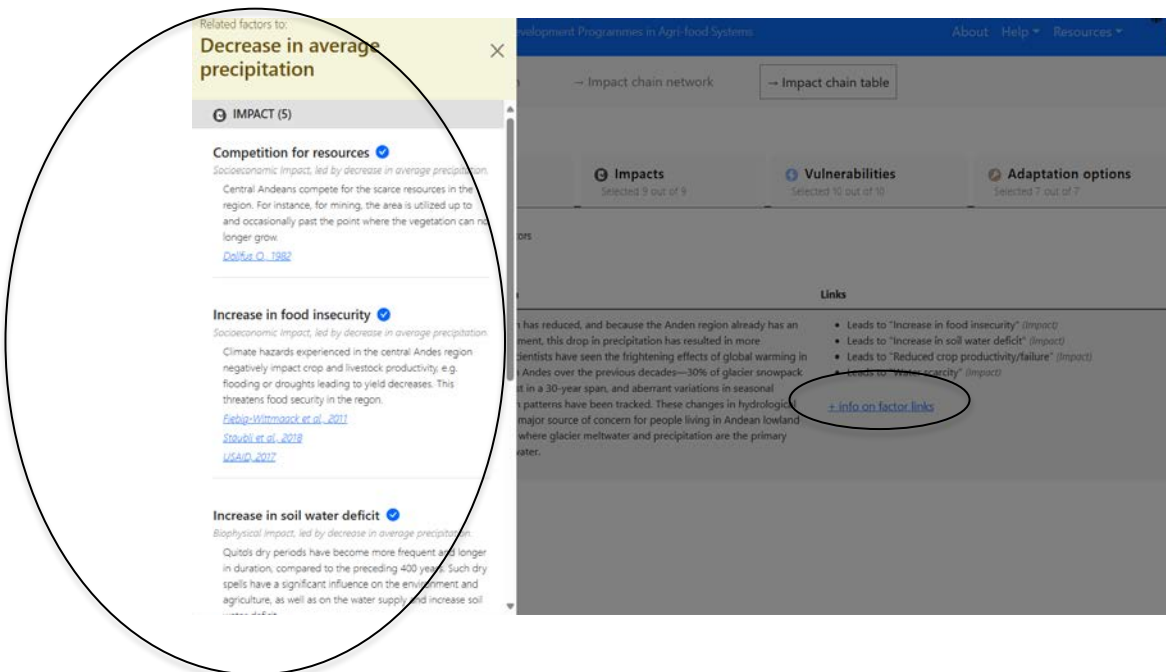 Related factors to:
Decrease in average
precipitation
IMPACT (5)
Competition for resources
Socioeconomic Impact, led by decrease in average precipitation.
Central Andeans compete for the scarce resources in the
region. For instance, for mining, the area is utilized up to
and occasionally past the point where the vegetation can no
longer grow.
Dollfus O., 1982
Increase in food insecurity
Socioeconomic Impact, led by decrease in average precipitation.
Climate hazards experienced in the central Andes region
negatively impact crop and livestock productivity, e.g.
flooding or droughts leading to yield decreases. This
threatens food security in the regon.
Fiebig-Wittmaack et al., 2011
Staubli et al., 2018
USAID, 2017
Increase in soil water deficit
Biophysical Impact, led by decrease in average precipitation.
Quito's dry periods have become more frequent and longer
in duration, compared to the preceding 400 years. Such dry
spells have a significant influence on the environment and
agriculture, as well as on the water supply and increase soil
water deficit.
evelopment Programmes in Agri-food Systems
About Help Resources
→ Impact chain network
→ Impact chain table
Impacts
Selected 9 out of 9
Vulnerabilities
Selected 10 out of 10
Adaptation options
Selected 7 out of 7
ors
Links
n has reduced, and because the Anden region already has an
ment, this drop in precipitation has resulted in more
cientists have seen the frightening effects of global warming in
Andes over the previous decades—30% of glacier snowpack
st in a 30-year span, and aberrant variations in seasonal
n patterns have been tracked. These changes in hydrological
major source of concern for people living in Andean lowland
where glacier meltwater and precipitation are the primary
vater.
• Leads to "Increase in food insecurity" (Impact)
• Leads to "Increase in soil water deficit" (Impact)
• Leads to "Reduced crop productivity/failure" (Impact)
• Leads to "Water scarcity" (Impact)
+ info on factor links